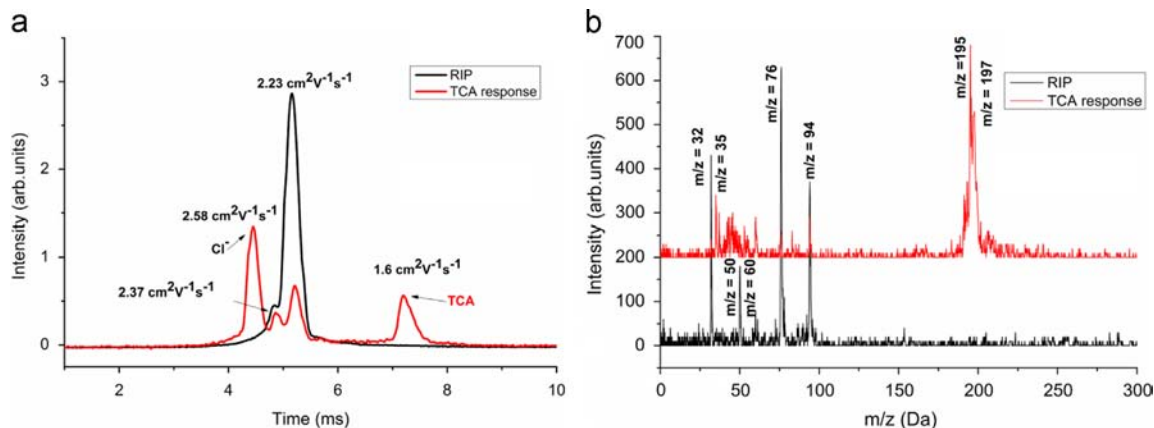 a
3
2
1
0
2
4
6
8
10
Intensity (arb.units)
Time (ms)
2.23 cm²V⁻¹s⁻¹
RIP
TCA response
2.58 cm²V⁻¹s⁻¹
Cl⁻
2.37 cm²V⁻¹s⁻¹
1.6 cm²V⁻¹s⁻¹
TCA
b
700
600
500
400
300
200
100
0
0
50
100
150
200
250
300
Intensity (arb.units)
m/z (Da)
m/z = 32
m/z = 35
m/z = 50
m/z = 60
m/z = 76
m/z = 94
m/z =195
m/z = 197
RIP
TCA response